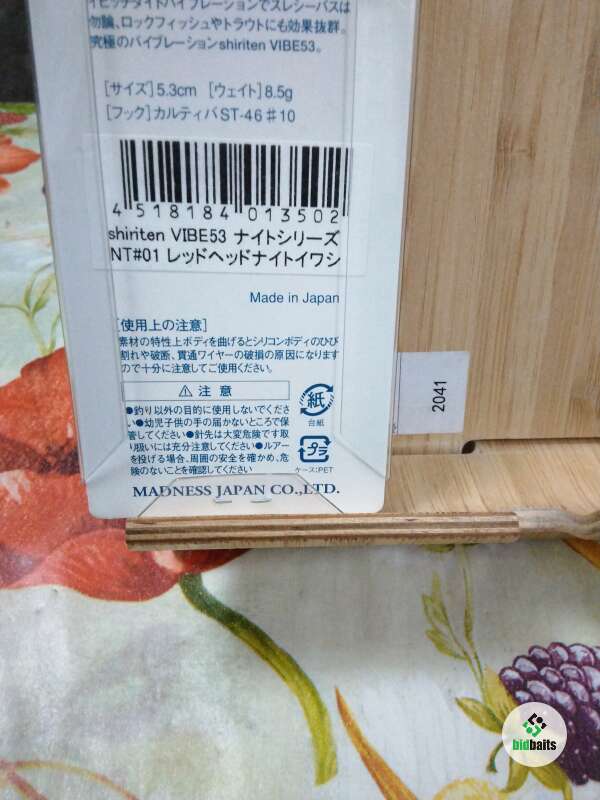 イピッチタイトバイブレーションでスレシーバスは
勿論、ロックフィッシュやトラウトにも効果抜群。
究極のバイブレーションshiriten VIBE53。
［サイズ］5.3cm ［ウェイト］8.5g
［フック］カルティバST-46＃10
4 518184 013502
shiriten VIBE53 ナイトシリーズ
NT#01 レッドヘッドナイトイワシ
Made in Japan
［使用上の注意］
素材の特性上ボディを曲げるとシリコンボディのひび
割れや破断、貫通ワイヤーの破損の原因になります
ので十分に注意してご使用ください。
⚠ 注 意
●釣り以外の目的に使用しないでくださ
い●幼児子供の手の届かないところで保
管してください●針先は大変危険です取
り扱いには充分注意してください●ルアー
を投げる場合、周囲の安全を確かめ、危
険のないことを確認してください
紙
台紙
プラ
ケース:PET
MADNESS JAPAN CO.,LTD.
2041
bidbaits